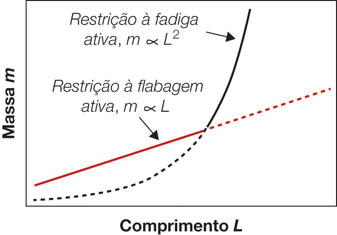 Restrição à fadiga
ativa, m ∝ L²
Restrição à flabagem
ativa, m ∝ L
Massa m
Comprimento L